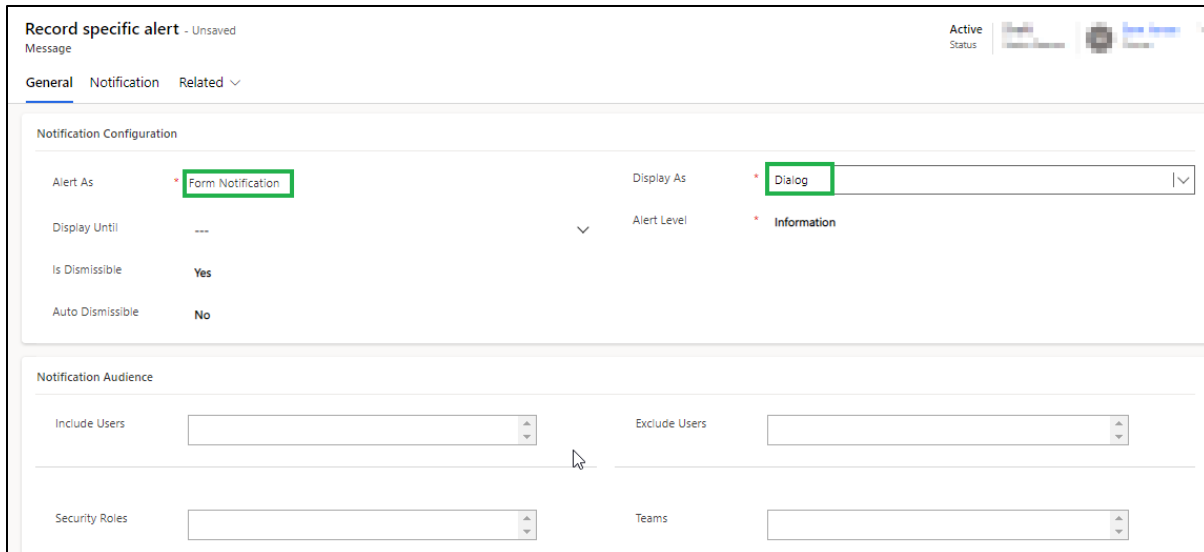 Record specific alert - Unsaved
Message
Active
Status
General Notification Related
Notification Configuration
Alert As * Form Notification
Display As * Dialog
Display Until ---
Alert Level * Information
Is Dismissible Yes
Auto Dismissible No
Notification Audience
Include Users
Exclude Users
Security Roles
Teams